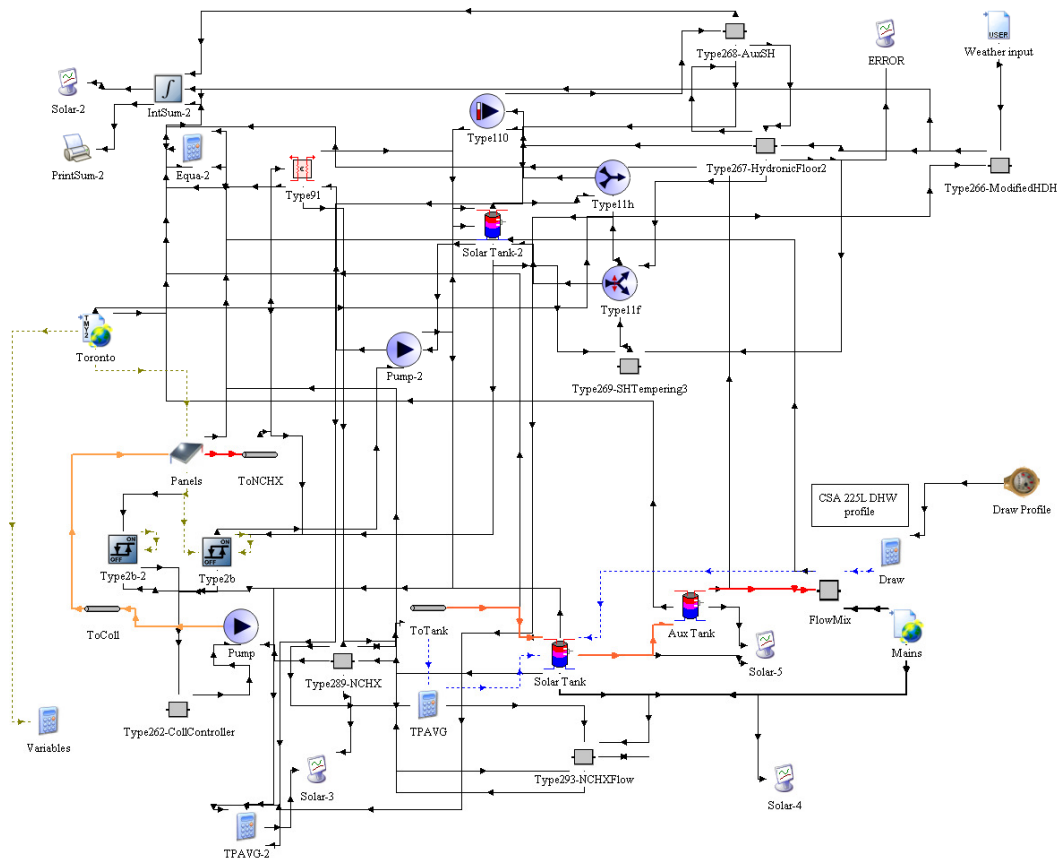 Type268-AuxSH
USER
Weather input
ERROR
Solar-2
IntSum-2
PrintSum-2
Equa-2
Type110
Type91
Type267-HydronicFloor2
Type266-ModifiedHDH
Type11h
Solar Tank-2
Type11f
TMY2
Toronto
Pump-2
Type269-SHTempering3
Panels
ToNCHX
CSA 225L DHW
profile
Draw Profile
ON
OFF
Type2b-2
ON
OFF
Type2b
Draw
ToColl
Pump
ToTank
Aux Tank
FlowMix
Mains
Solar Tank
Solar-5
Type289-NCHX
Type262-CollController
TPAVG
Variables
Type293-NCHXFlow
Solar-3
Solar-4
TPAVG-2